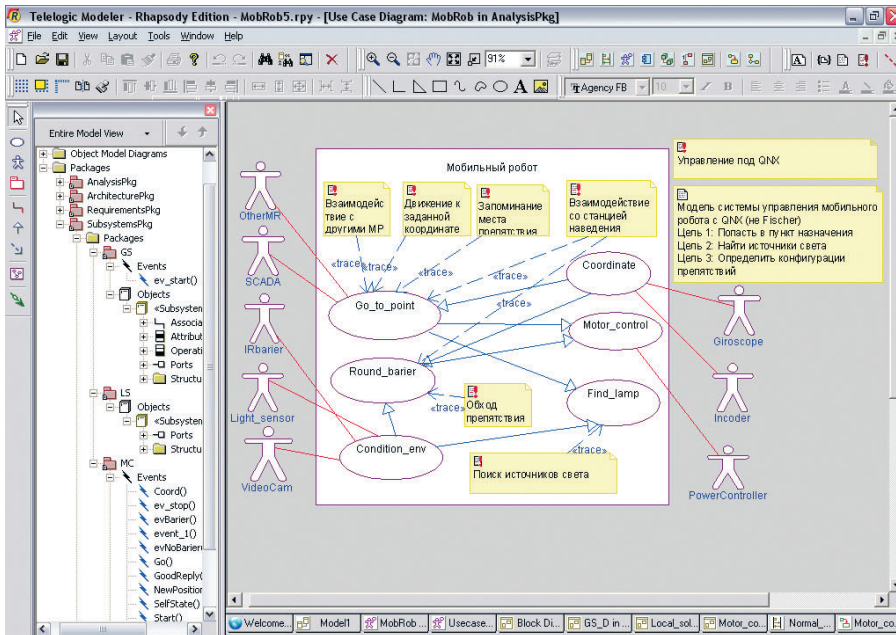 Telelogic Modeler - Rhapsody Edition - MobRob5.rpy - [Use Case Diagram: MobRob in AnalysisPkg]
File Edit View Layout Tools Window Help
91%
Agency FB
10
Entire Model View
Object Model Diagrams
Packages
AnalysisPkg
ArchitecturePkg
RequirementsPkg
SubsystemsPkg
Packages
GS
Events
ev_start()
Objects
«Subsystem
Associa
Attribut
Operati
Ports
Structu
LS
Objects
«Subsystem
Ports
Structu
MC
Events
Coord()
ev_stop()
evBarier()
event_1()
evNoBarier(
Go()
GoodReply(
NewPosition
SelfState()
Start()
OtherMR
SCADA
IRbarier
Light_sensor
VideoCam
Мобильный робот
Взаимодей
ствие с
другими МР
Движение к
заданной
координате
Запоминание
места
препятствия
Взаимодействие
со станцией
наведения
«trace»
«trace»
«trace»
«trace»
Go_to_point
Coordinate
Motor_control
Round_barier
Find_lamp
Condition_env
«trace»
Обход
препятствия
«trace»
Поиск источников света
Giroscope
Incoder
PowerController
Управление под QNX
Модель системы управления мобильного
робота с QNX (не Fischer)
Цель 1: Попасть в пункт назначения
Цель 2: Найти источники света
Цель 3: Определить конфигурации
препятствий
Welcome... Model1 MobRob ... Usecase... Block Di... GS_D in ... Local_sol... Motor_co... Normal_... Motor_co